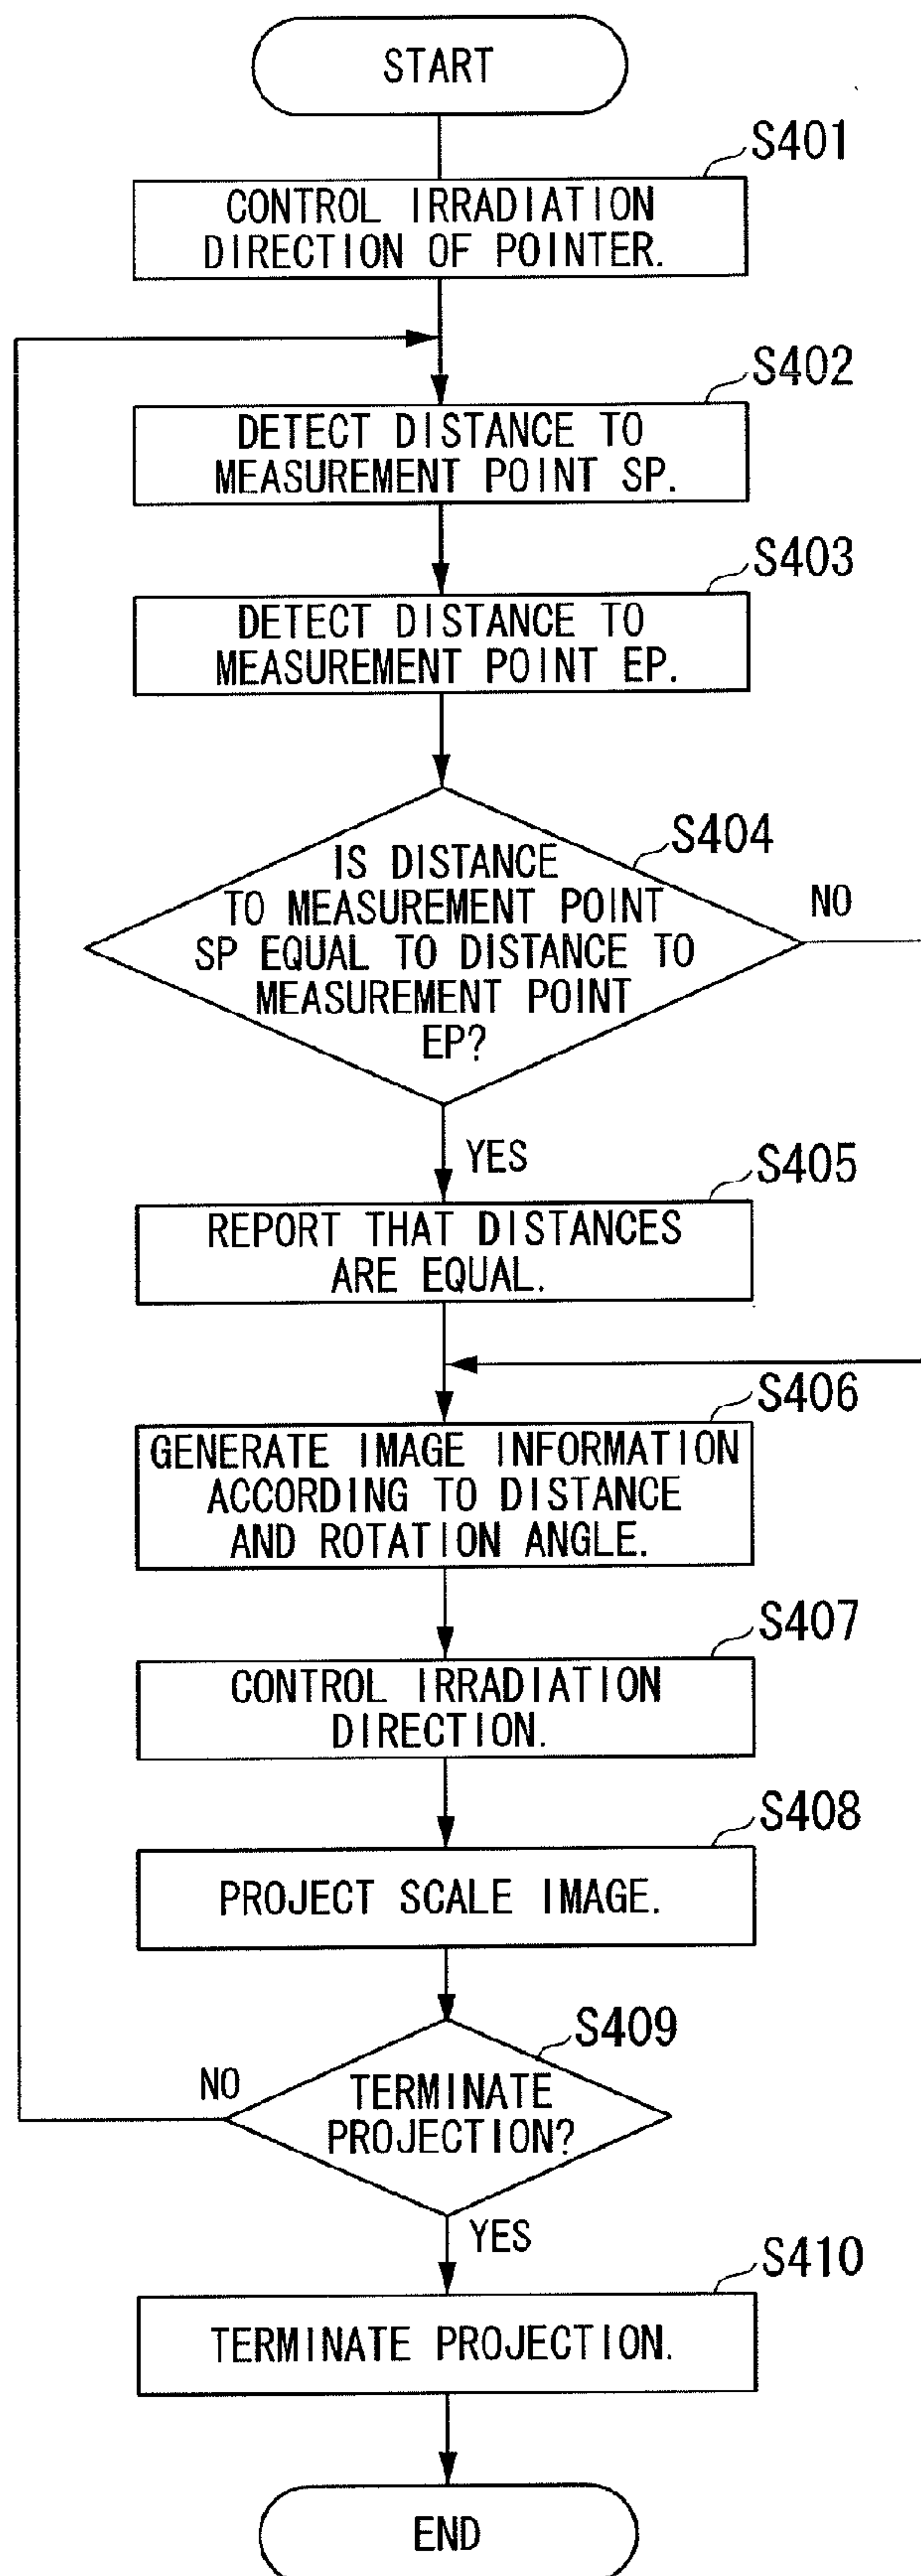 START
S401
CONTROL IRRADIATION
DIRECTION OF POINTER.
S402
DETECT DISTANCE TO
MEASUREMENT POINT SP.
S403
DETECT DISTANCE TO
MEASUREMENT POINT EP.
S404
IS DISTANCE
TO MEASUREMENT POINT
SP EQUAL TO DISTANCE TO
MEASUREMENT POINT
EP?
NO
YES
S405
REPORT THAT DISTANCES
ARE EQUAL.
S406
GENERATE IMAGE INFORMATION
ACCORDING TO DISTANCE
AND ROTATION ANGLE.
S407
CONTROL IRRADIATION
DIRECTION.
S408
PROJECT SCALE IMAGE.
S409
NO
TERMINATE
PROJECTION?
YES
S410
TERMINATE PROJECTION.
END